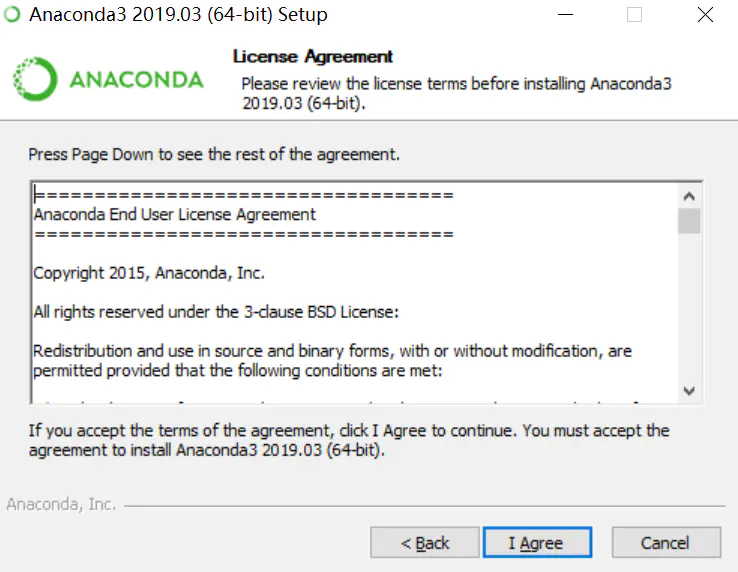 Anaconda3 2019.03 (64-bit) Setup
ANACONDA
License Agreement
Please review the license terms before installing Anaconda3
2019.03 (64-bit).
Press Page Down to see the rest of the agreement.
===================================
Anaconda End User License Agreement
===================================
Copyright 2015, Anaconda, Inc.
All rights reserved under the 3-clause BSD License:
Redistribution and use in source and binary forms, with or without modification, are
permitted provided that the following conditions are met:
If you accept the terms of the agreement, click I Agree to continue. You must accept the
agreement to install Anaconda3 2019.03 (64-bit).
Anaconda, Inc.
< Back
I Agree
Cancel